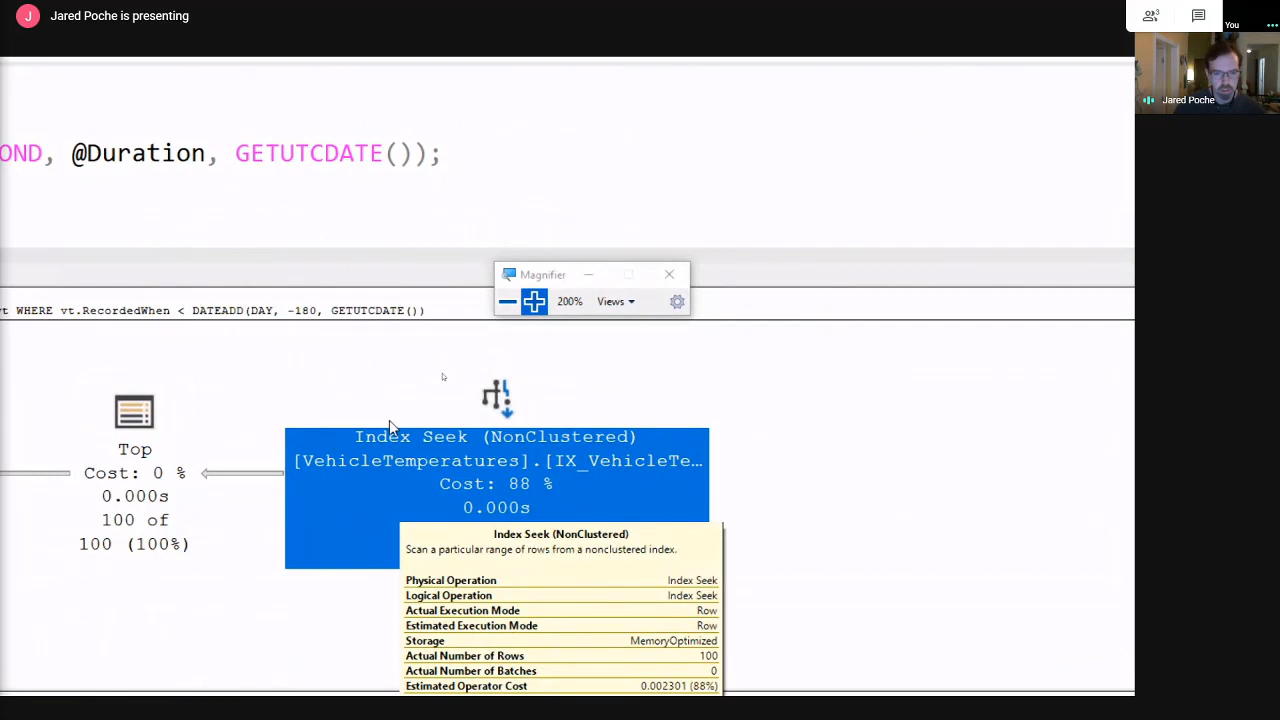 J
Jared Poche is presenting
3
You
Jared Poche
OND, @Duration, GETUTCDATE());
Magnifier
200%
Views
vt WHERE vt.RecordedWhen < DATEADD(DAY, -180, GETUTCDATE())
Top
Cost: 0 %
0.000s
100 of
100 (100%)
Index Seek (NonClustered)
[VehicleTemperatures].[IX_VehicleTe…
Cost: 88 %
0.000s
Index Seek (NonClustered)
Scan a particular range of rows from a nonclustered index.
Physical Operation Index Seek
Logical Operation Index Seek
Actual Execution Mode Row
Estimated Execution Mode Row
Storage MemoryOptimized
Actual Number of Rows 100
Actual Number of Batches 0
Estimated Operator Cost 0.002301 (88%)